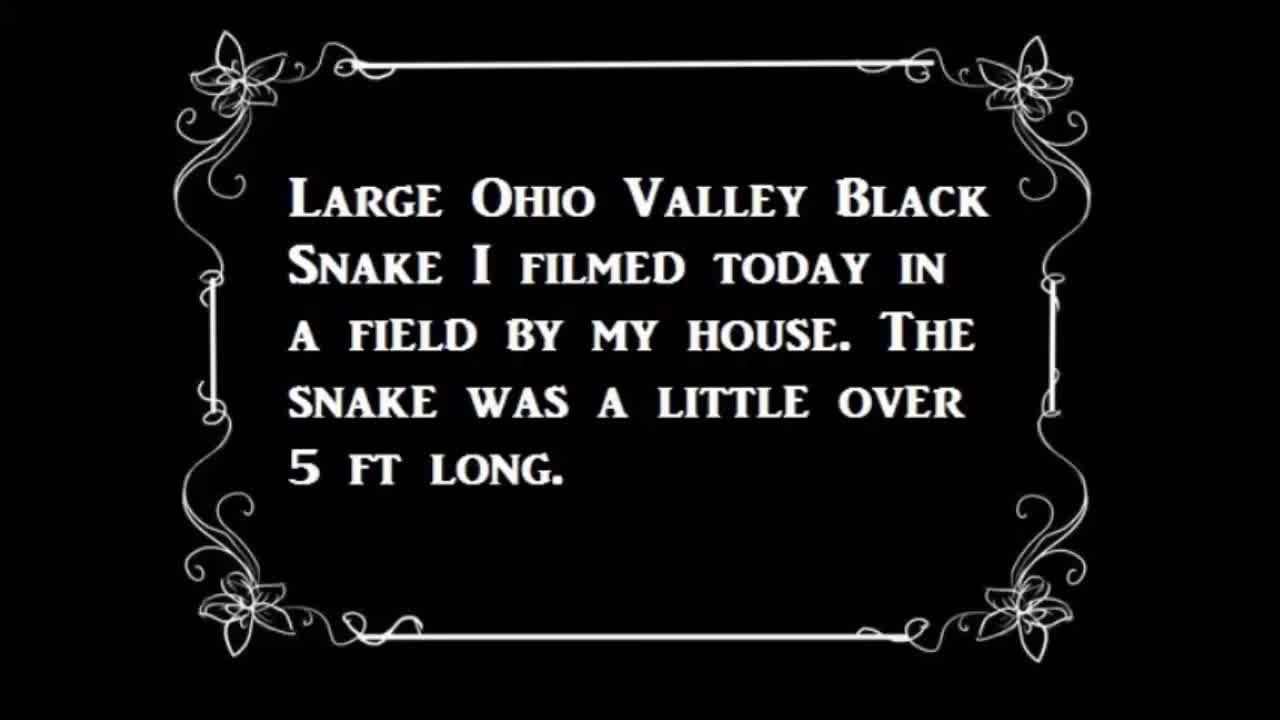 Large Ohio Valley Black
Snake I filmed today in
a field by my house. The
snake was a little over
5 ft long.